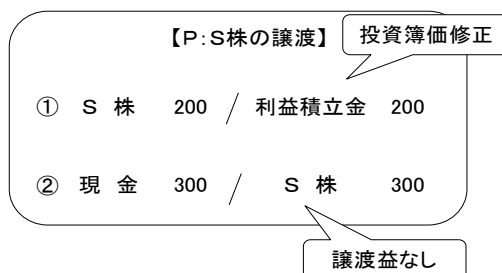 【P：S株の譲渡】
投資簿価修正
① S 株 200 / 利益積立金 200
② 現 金 300 / S 株 300
譲渡益なし